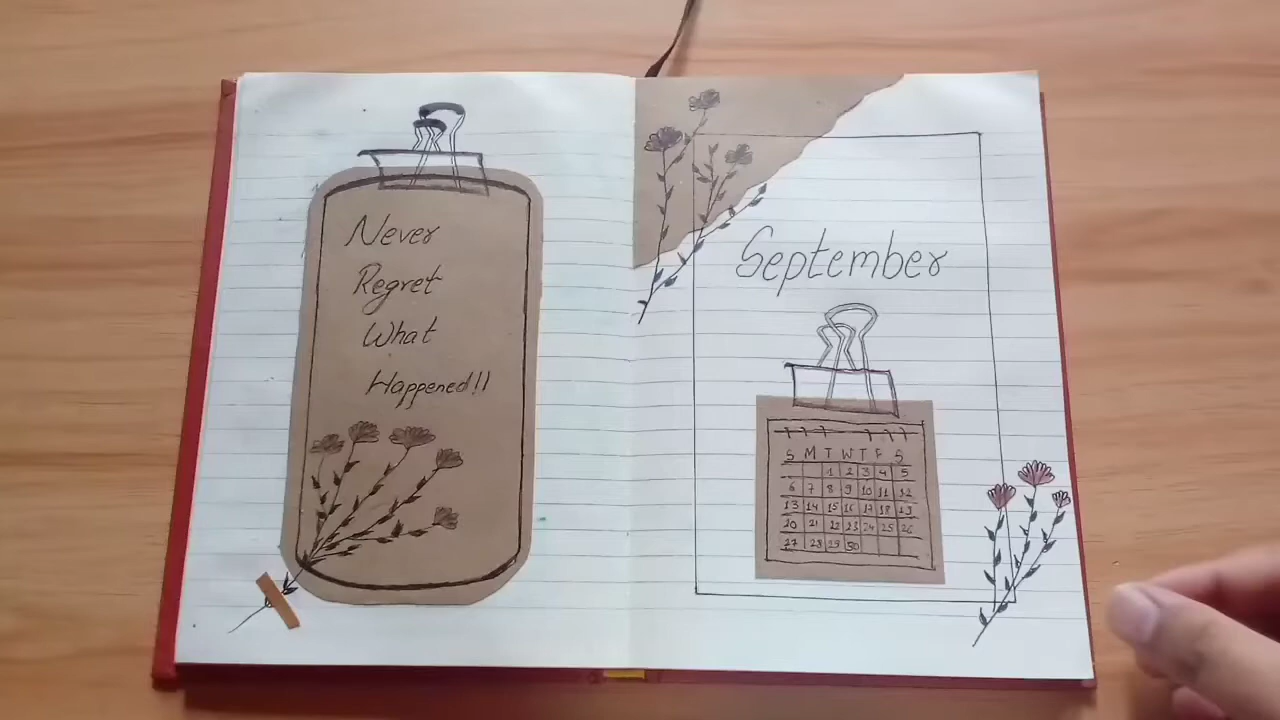 Never
Regret
What
Happened!!
September
S M T W T F S
1 2 3 4 5
6 7 8 9 10 11 12
13 14 15 16 17 18 19
20 21 22 23 24 25 26
27 28 29 30